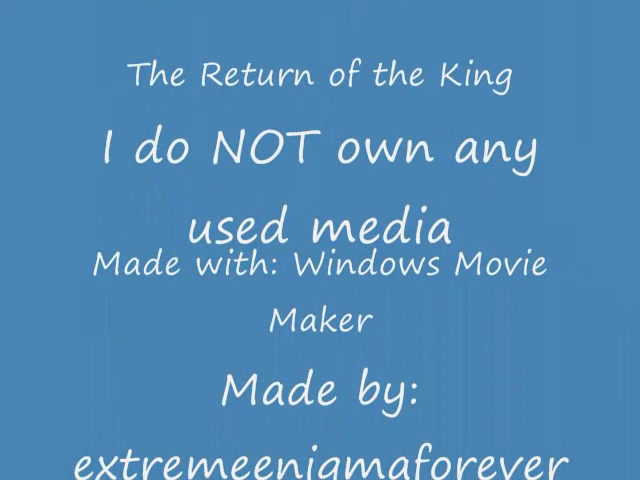 The Return of the King
I do NOT own any
used media
Made with: Windows Movie
Maker
Made by:
extremeenigmaforever